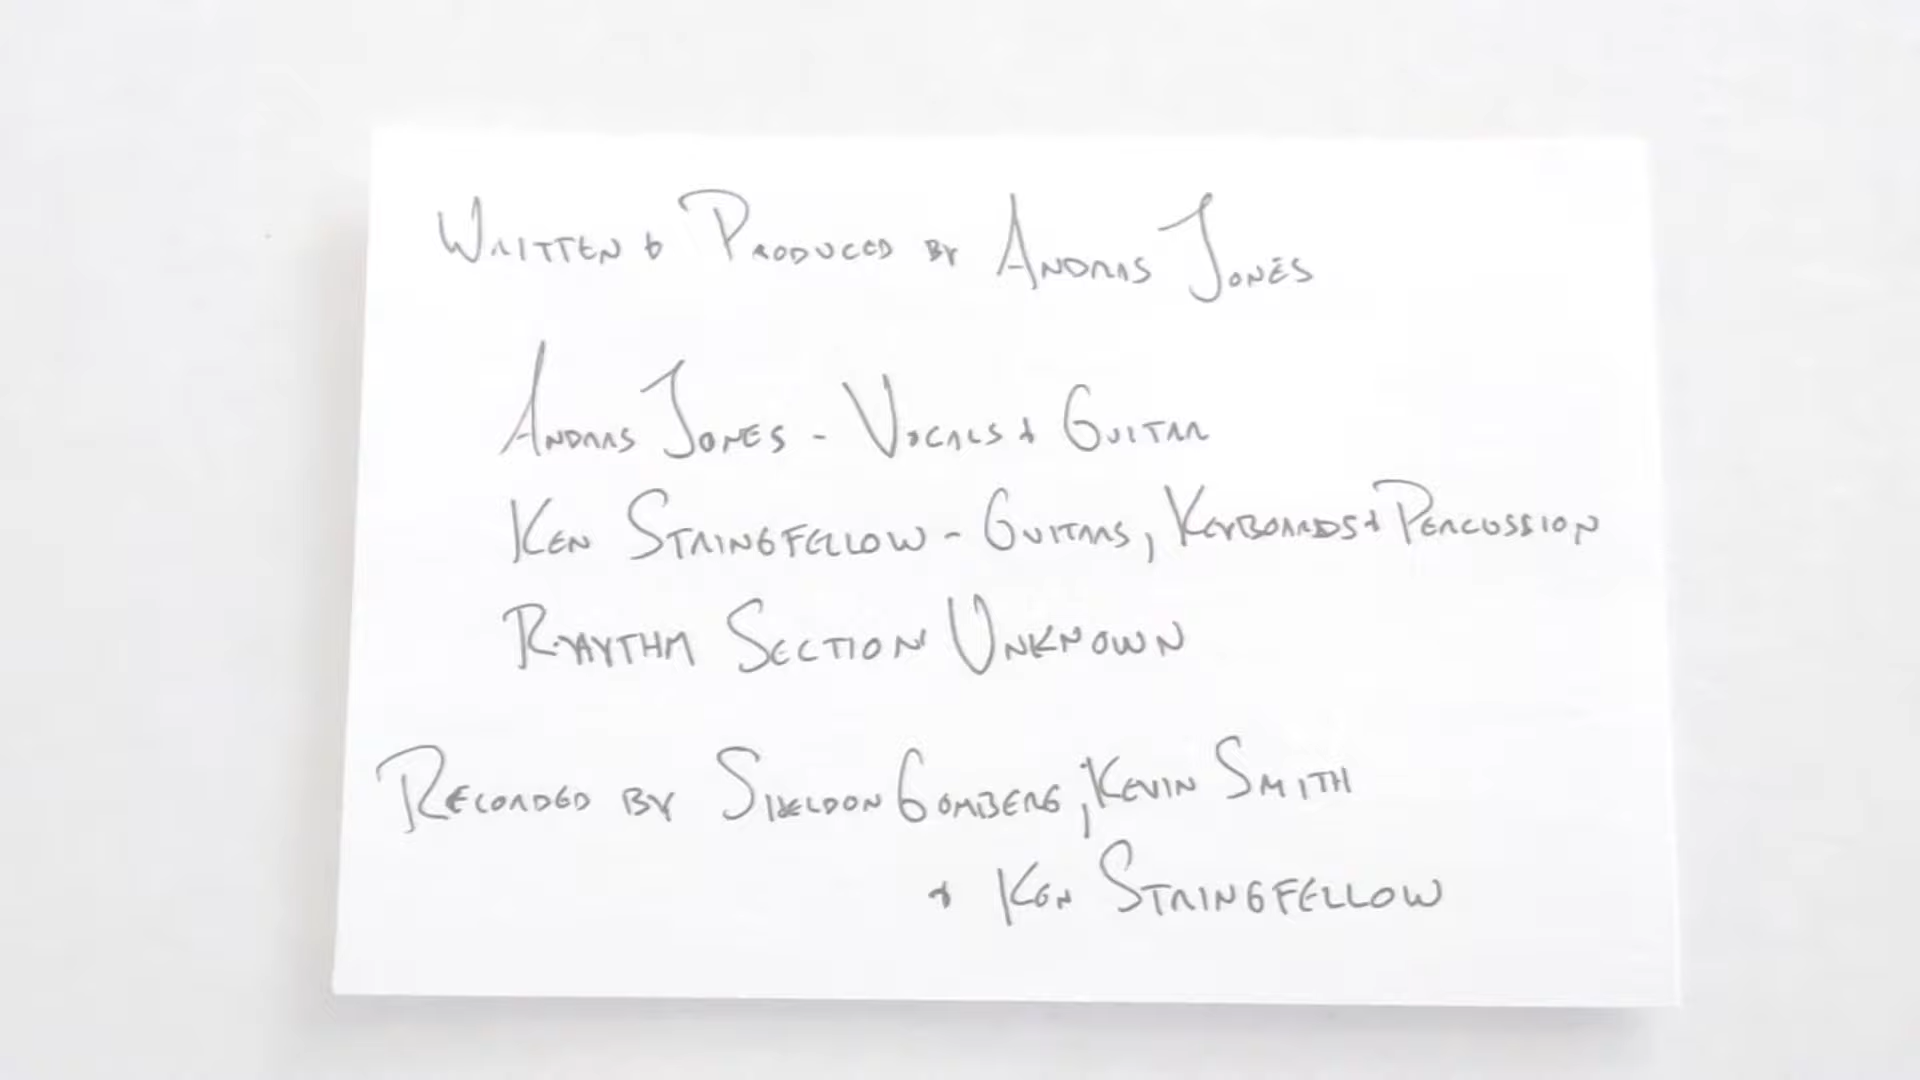 Written & Produced by Andras Jones
Andras Jones - Vocals & Guitar
Ken Stringfellow - Guitars, Keyboards & Percussion
Rhythm Section Unknown
Recorded by Sheldon Gomberg, Kevin Smith
& Ken Stringfellow